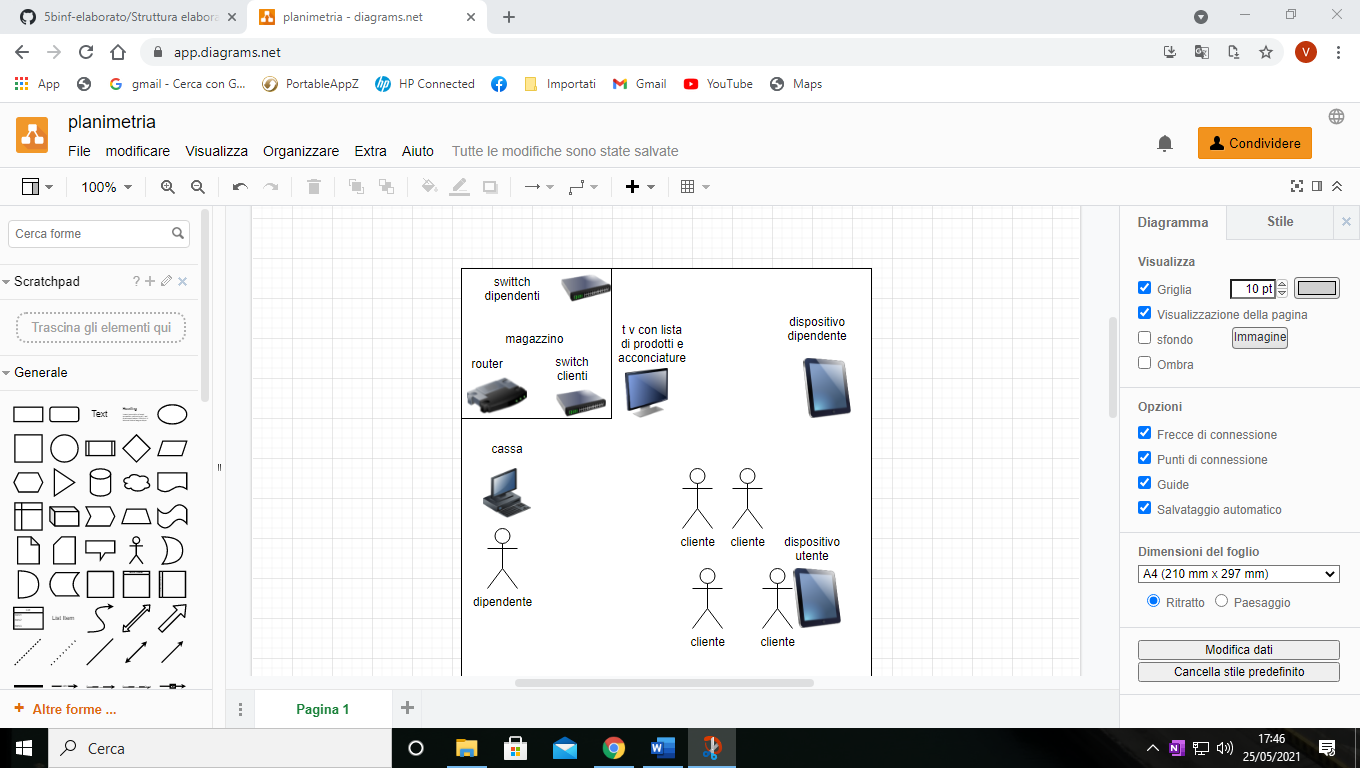 5binf-elaborato/Struttura elabora
planimetria - diagrams.net
app.diagrams.net
V
App
gmail - Cerca con G...
PortableAppZ
HP Connected
Importati
Gmail
YouTube
Maps
planimetria
File modificare Visualizza Organizzare Extra Aiuto Tutte le modifiche sono state salvate
Condividere
100%
Cerca forme
Scratchpad
?
Trascina gli elementi qui
Generale
Text
Heading
List Item
Altre forme ...
swittch
dipendenti
magazzino
router
switch
clienti
t v con lista
di prodotti e
acconciature
dispositivo
dipendente
cassa
dipendente
cliente
cliente
dispositivo
utente
cliente
cliente
Pagina 1
Diagramma
Stile
Visualizza
Griglia
10 pt
Visualizzazione della pagina
sfondo
Immagine
Ombra
Opzioni
Frecce di connessione
Punti di connessione
Guide
Salvataggio automatico
Dimensioni del foglio
A4 (210 mm x 297 mm)
Ritratto
Paesaggio
Modifica dati
Cancella stile predefinito
Cerca
17:46
25/05/2021